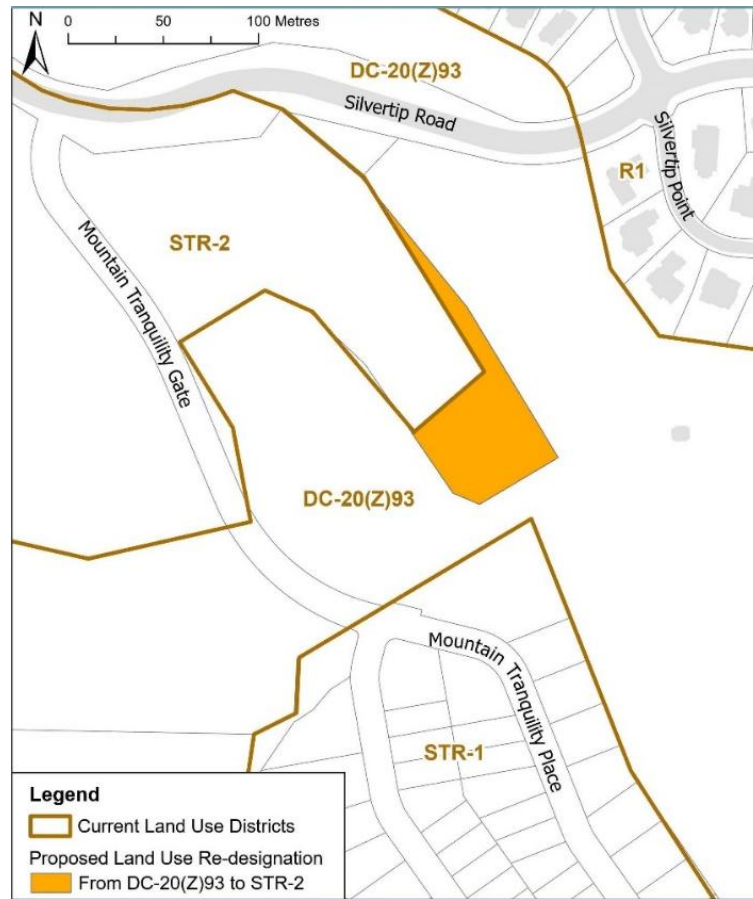 N
0 50 100 Metres
DC-20(Z)93
Silvertip Road
Silvertip Point
R1
STR-2
Mountain Tranquility Gate
DC-20(Z)93
Mountain Tranquility Place
STR-1
Legend
Current Land Use Districts
Proposed Land Use Re-designation
From DC-20(Z)93 to STR-2